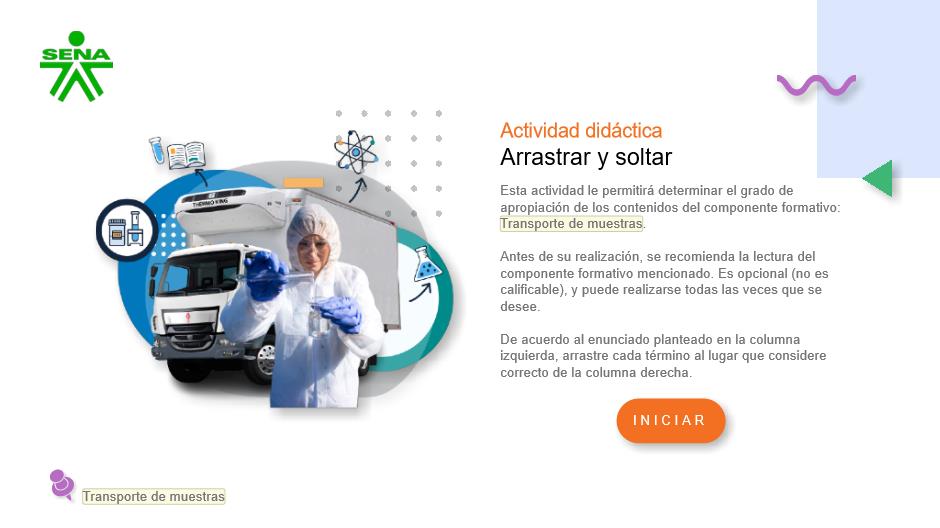 SENA
THERMO KING
Actividad didáctica
Arrastrar y soltar
Esta actividad le permitirá determinar el grado de
apropiación de los contenidos del componente formativo:
Transporte de muestras.
Antes de su realización, se recomienda la lectura del
componente formativo mencionado. Es opcional (no es
calificable), y puede realizarse todas las veces que se
desee.
De acuerdo al enunciado planteado en la columna
izquierda, arrastre cada término al lugar que considere
correcto de la columna derecha.
INICIAR
Transporte de muestras